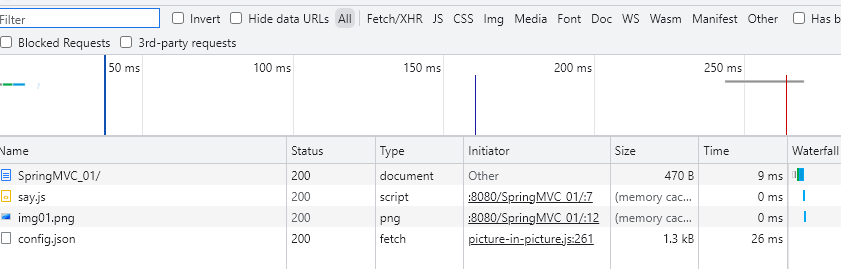 Filter Invert Hide data URLs All Fetch/XHR JS CSS Img Media Font Doc WS Wasm Manifest Other Has b
Blocked Requests 3rd-party requests
50 ms 100 ms 150 ms 200 ms 250 ms
Name Status Type Initiator Size Time Waterfall
SpringMVC_01/ 200 document Other 470 B 9 ms
say.js 200 script :8080/SpringMVC_01/:7 (memory cac... 0 ms
img01.png 200 png :8080/SpringMVC_01/:12 (memory cac... 0 ms
config.json 200 fetch picture-in-picture.js:261 1.3 kB 26 ms